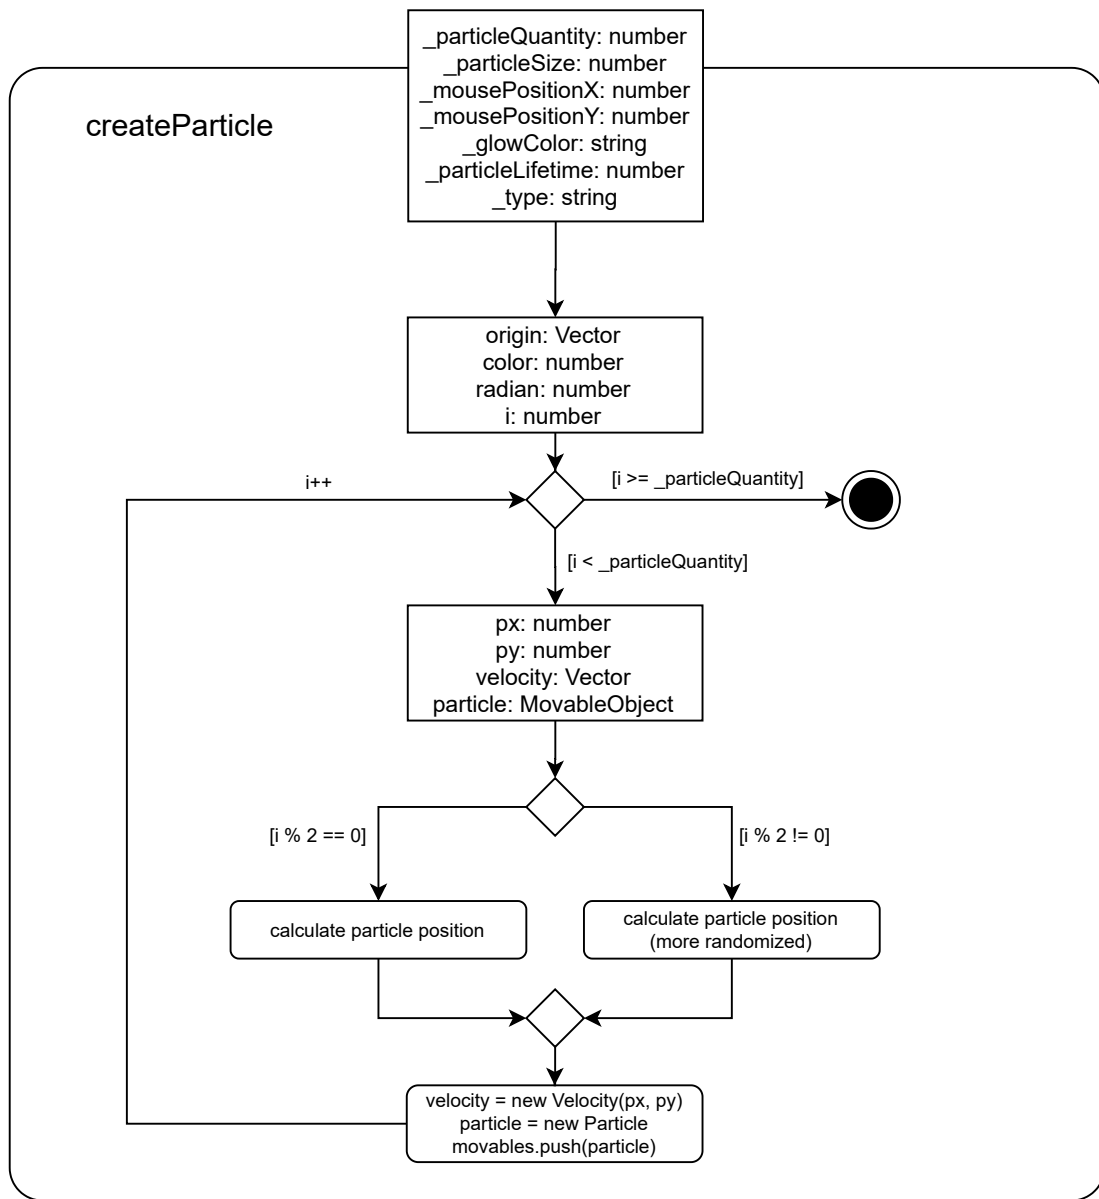 _particleQuantity: number
_particleSize: number
_mousePositionX: number
_mousePositionY: number
_glowColor: string
_particleLifetime: number
_type: string
createParticle
origin: Vector
color: number
radian: number
i: number
i++
[i >= _particleQuantity]
[i < _particleQuantity]
px: number
py: number
velocity: Vector
particle: MovableObject
[i % 2 == 0]
[i % 2 != 0]
calculate particle position
calculate particle position
(more randomized)
velocity = new Velocity(px, py)
particle = new Particle
movables.push(particle)